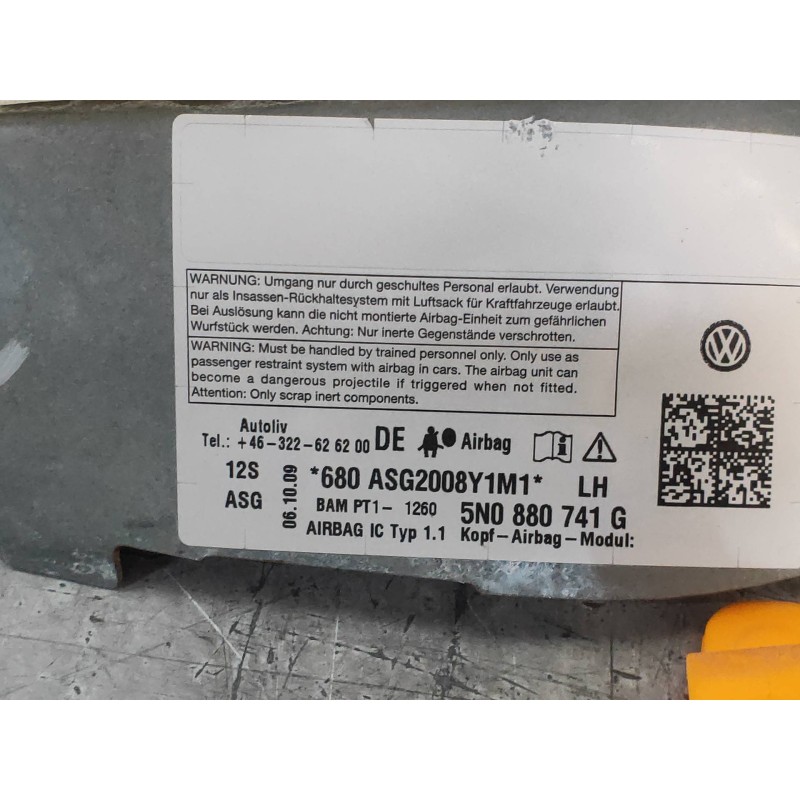 WARNUNG: Umgang nur durch geschultes Personal erlaubt. Verwendung
nur als Insassen-Rückhaltesystem mit Luftsack für Kraftfahrzeuge erlaubt.
Bei Auslösung kann die nicht montierte Airbag-Einheit zum gefährlichen
Wurfstück werden. Achtung: Nur inerte Gegenstände verschrotten.
WARNING: Must be handled by trained personnel only. Only use as
passenger restraint system with airbag in cars. The airbag unit can
become a dangerous projectile if triggered when not fitted.
Attention: Only scrap inert components.
Autoliv
Tel.: +46-322-62 62 00 DE Airbag
12S *680 ASG2008Y1M1* LH
ASG 06.10.09 BAM PT1- 1260 5N0 880 741 G
AIRBAG IC Typ 1.1 Kopf-Airbag-Modul: